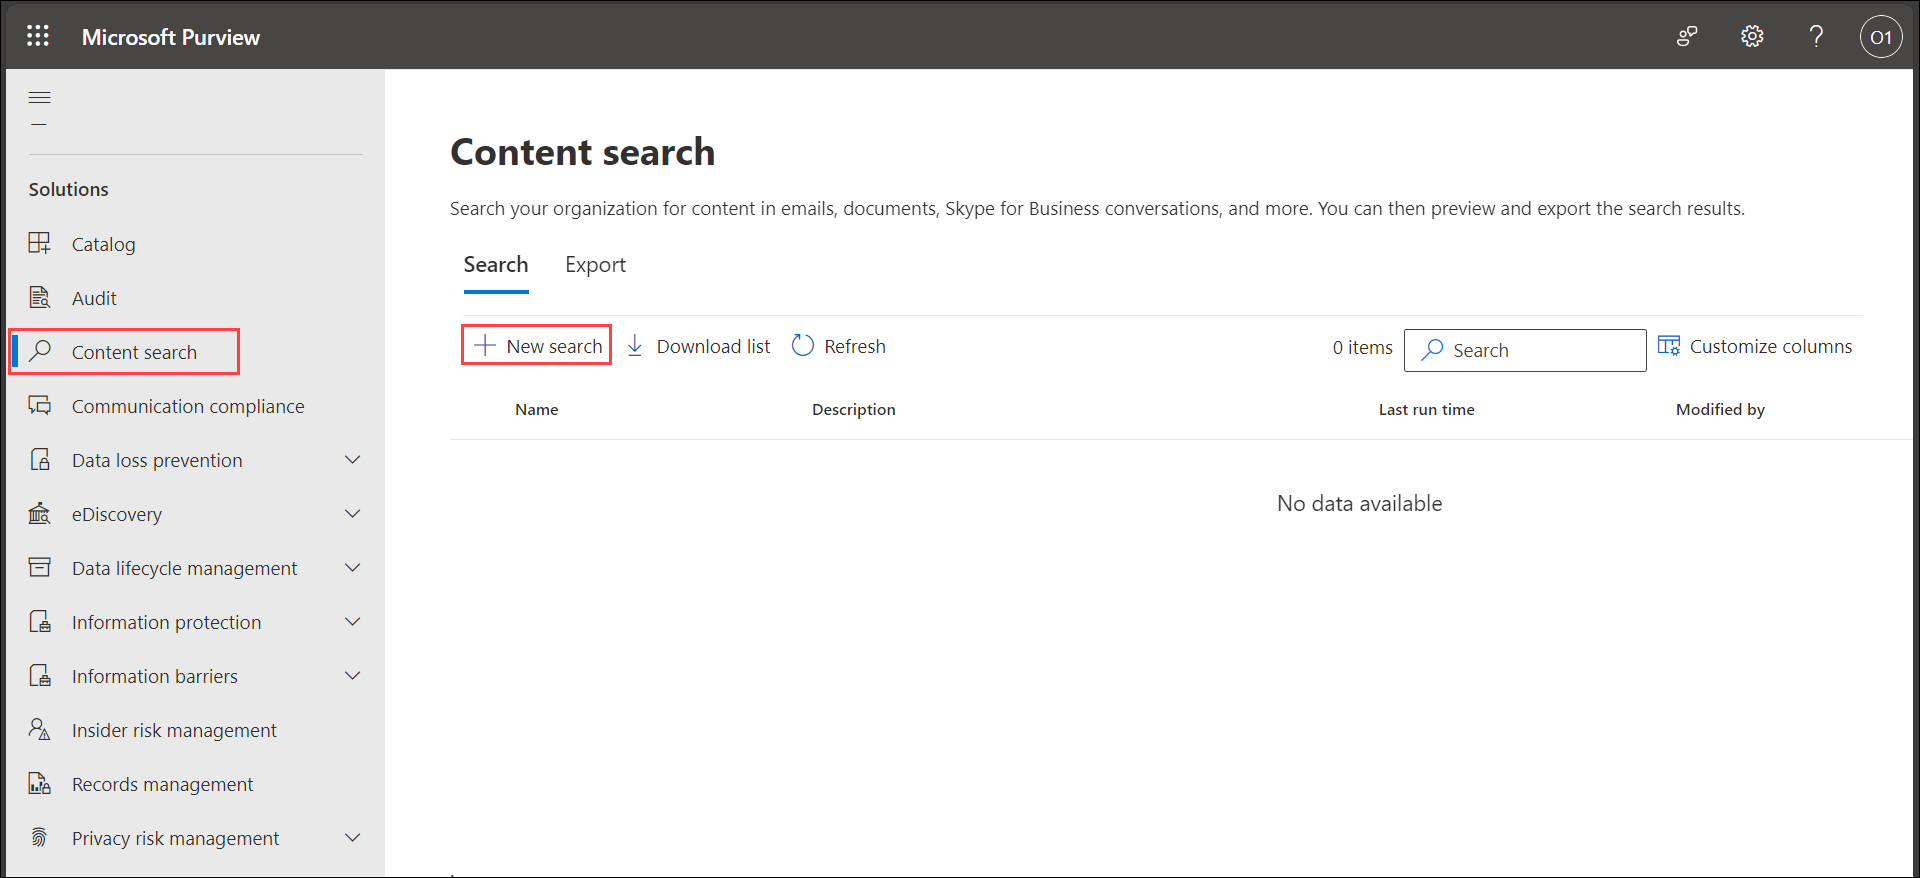 Microsoft Purview
O1
Solutions
Catalog
Audit
Content search
Communication compliance
Data loss prevention
eDiscovery
Data lifecycle management
Information protection
Information barriers
Insider risk management
Records management
Privacy risk management
Content search
Search your organization for content in emails, documents, Skype for Business conversations, and more. You can then preview and export the search results.
Search Export
New search Download list Refresh 0 items Search Customize columns
Name Description Last run time Modified by
No data available